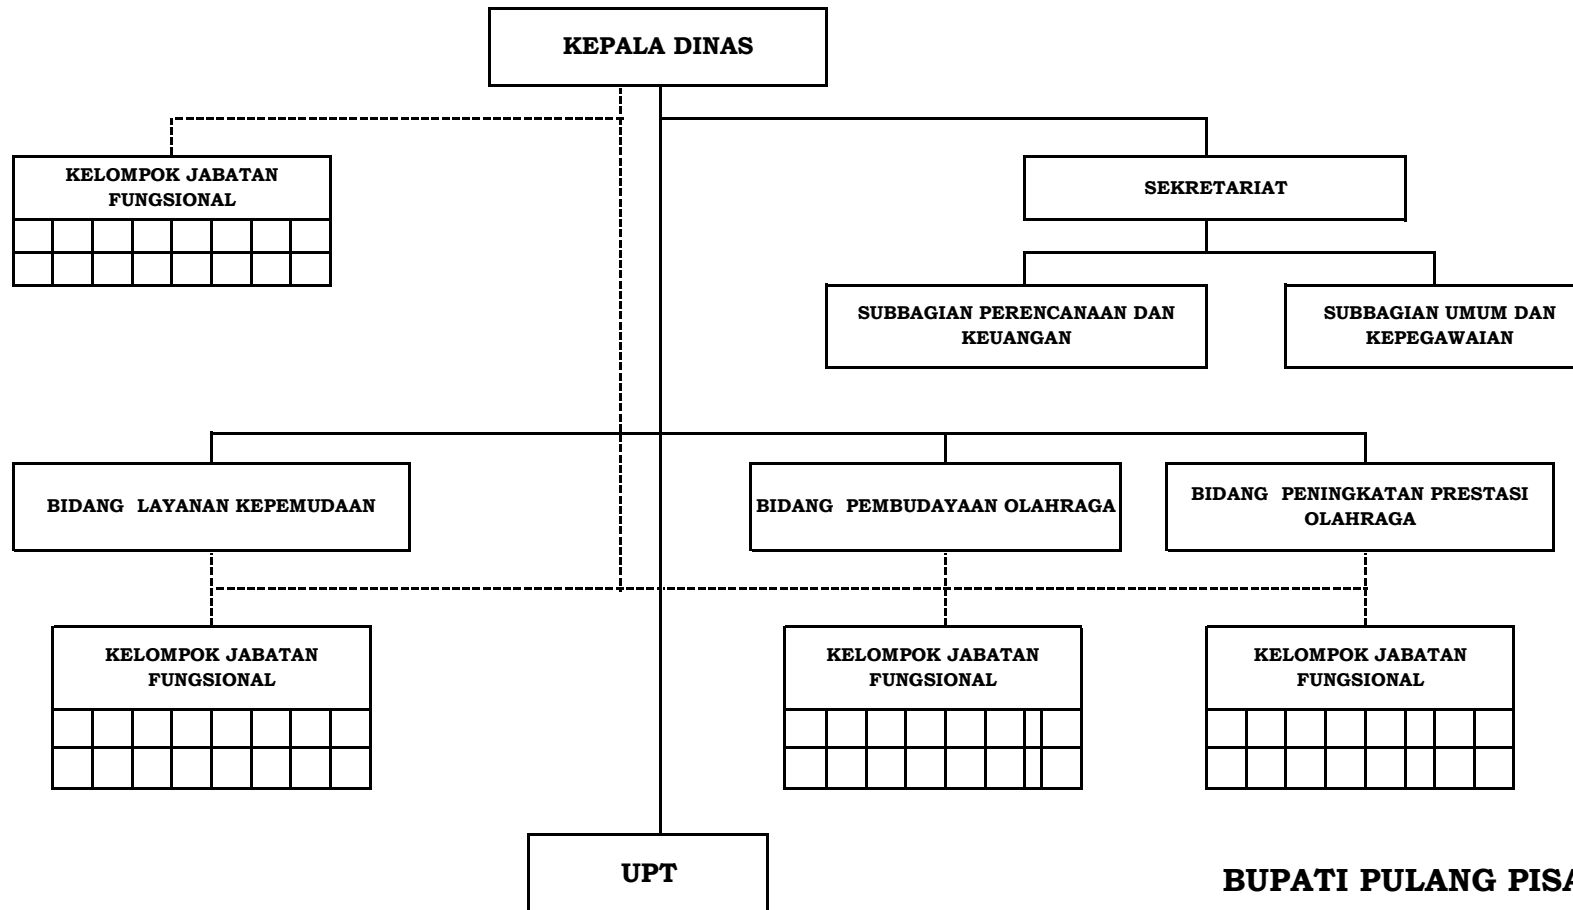 KEPALA DINAS
KELOMPOK JABATAN
FUNGSIONAL
SEKRETARIAT
SUBBAGIAN PERENCANAAN DAN
KEUANGAN
SUBBAGIAN UMUM DAN
KEPEGAWAIAN
BIDANG LAYANAN KEPEMUDAAN
BIDANG PEMBUDAYAAN OLAHRAGA
BIDANG PENINGKATAN PRESTASI
OLAHRAGA
KELOMPOK JABATAN
FUNGSIONAL
KELOMPOK JABATAN
FUNGSIONAL
KELOMPOK JABATAN
FUNGSIONAL
UPT
BUPATI PULANG PISA